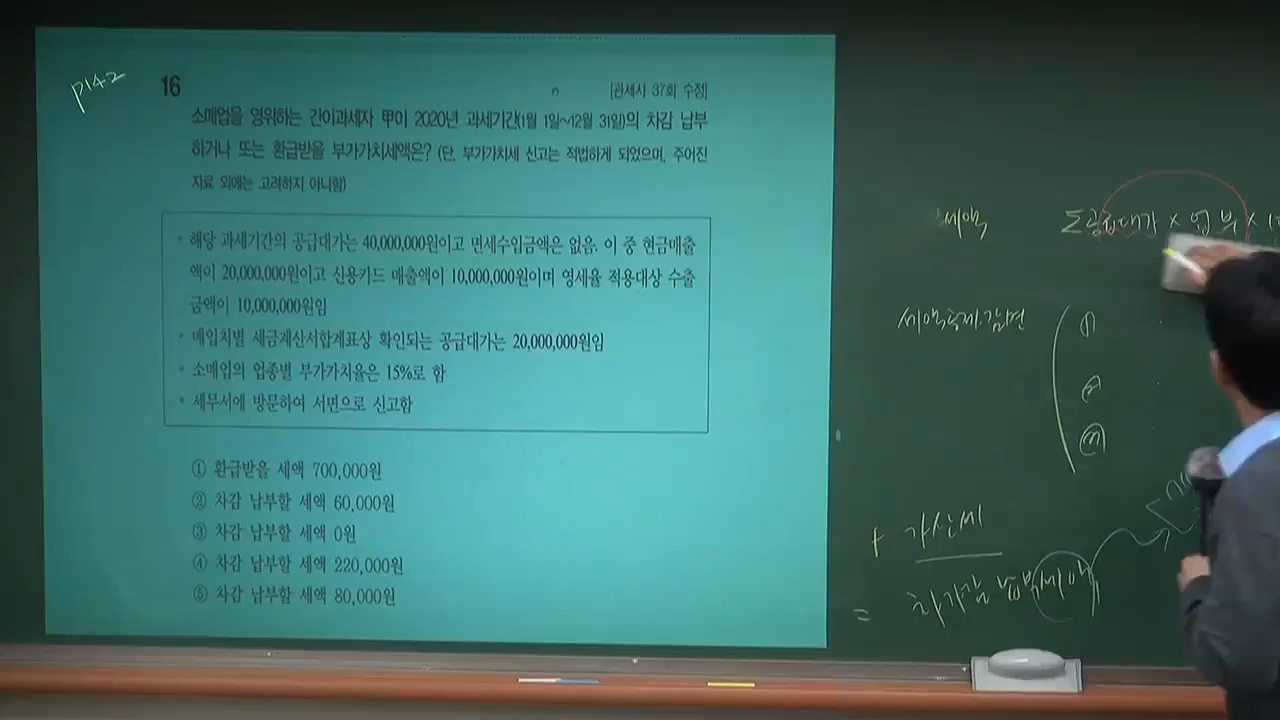 p142
16
[관세사 37회 수정]
소매업을 영위하는 간이과세자 甲이 2020년 과세기간(1월 1일~12월 31일)의 차감 납부
하거나 또는 환급받을 부가가치세액은? (단, 부가가치세 신고는 적법하게 되었으며, 주어진
자료 외에는 고려하지 아니함)
• 해당 과세기간의 공급대가는 40,000,000원이고 면세수입금액은 없음. 이 중 현금매출
액이 20,000,000원이고 신용카드 매출액이 10,000,000원이며 영세율 적용대상 수출
금액이 10,000,000원임
• 매입처별 세금계산서합계표상 확인되는 공급대가는 20,000,000원임
• 소매업의 업종별 부가가치율은 15%로 함
• 세무서에 방문하여 서면으로 신고함
① 환급받을 세액 700,000원
② 차감 납부할 세액 60,000원
③ 차감 납부할 세액 0원
④ 차감 납부할 세액 220,000원
⑤ 차감 납부할 세액 80,000원
세액 Σ공급대가 × 업 부 × 1
세액공제·감면
+ 가산세
= 차가감 납부세액